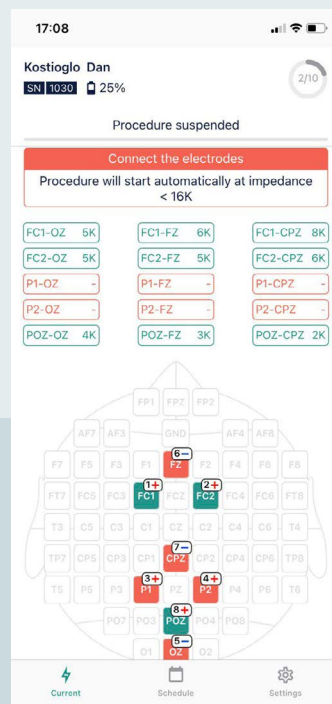 17:08
Kostioglo Dan
SN 1030 25%
2/10
Procedure suspended
Connect the electrodes
Procedure will start automatically at impedance
< 16K
FC1-OZ 5K FC1-FZ 6K FC1-CPZ 8K
FC2-OZ 5K FC2-FZ 5K FC2-CPZ 6K
P1-OZ - P1-FZ - P1-CPZ -
P2-OZ - P2-FZ - P2-CPZ -
POZ-OZ 4K POZ-FZ 3K POZ-CPZ 2K
FP1 FPZ FP2
AF7 AF3 GND AF4 AF8
6−
F7 F5 F3 F1 FZ F2 F4 F6 F8
1+ 2+
FT7 FC5 FC3 FC1 FCZ FC2 FC4 FC6 FT8
T3 C5 C3 C1 CZ C2 C4 C6 T4
7−
TP7 CP5 CP3 CP1 CPZ CP2 CP4 CP6 TP8
3+ 4+
T5 P5 P3 P1 PZ P2 P4 P6 T6
8+
PO7 PO3 POZ PO4 PO8
5−
O1 OZ O2
Current Schedule Settings